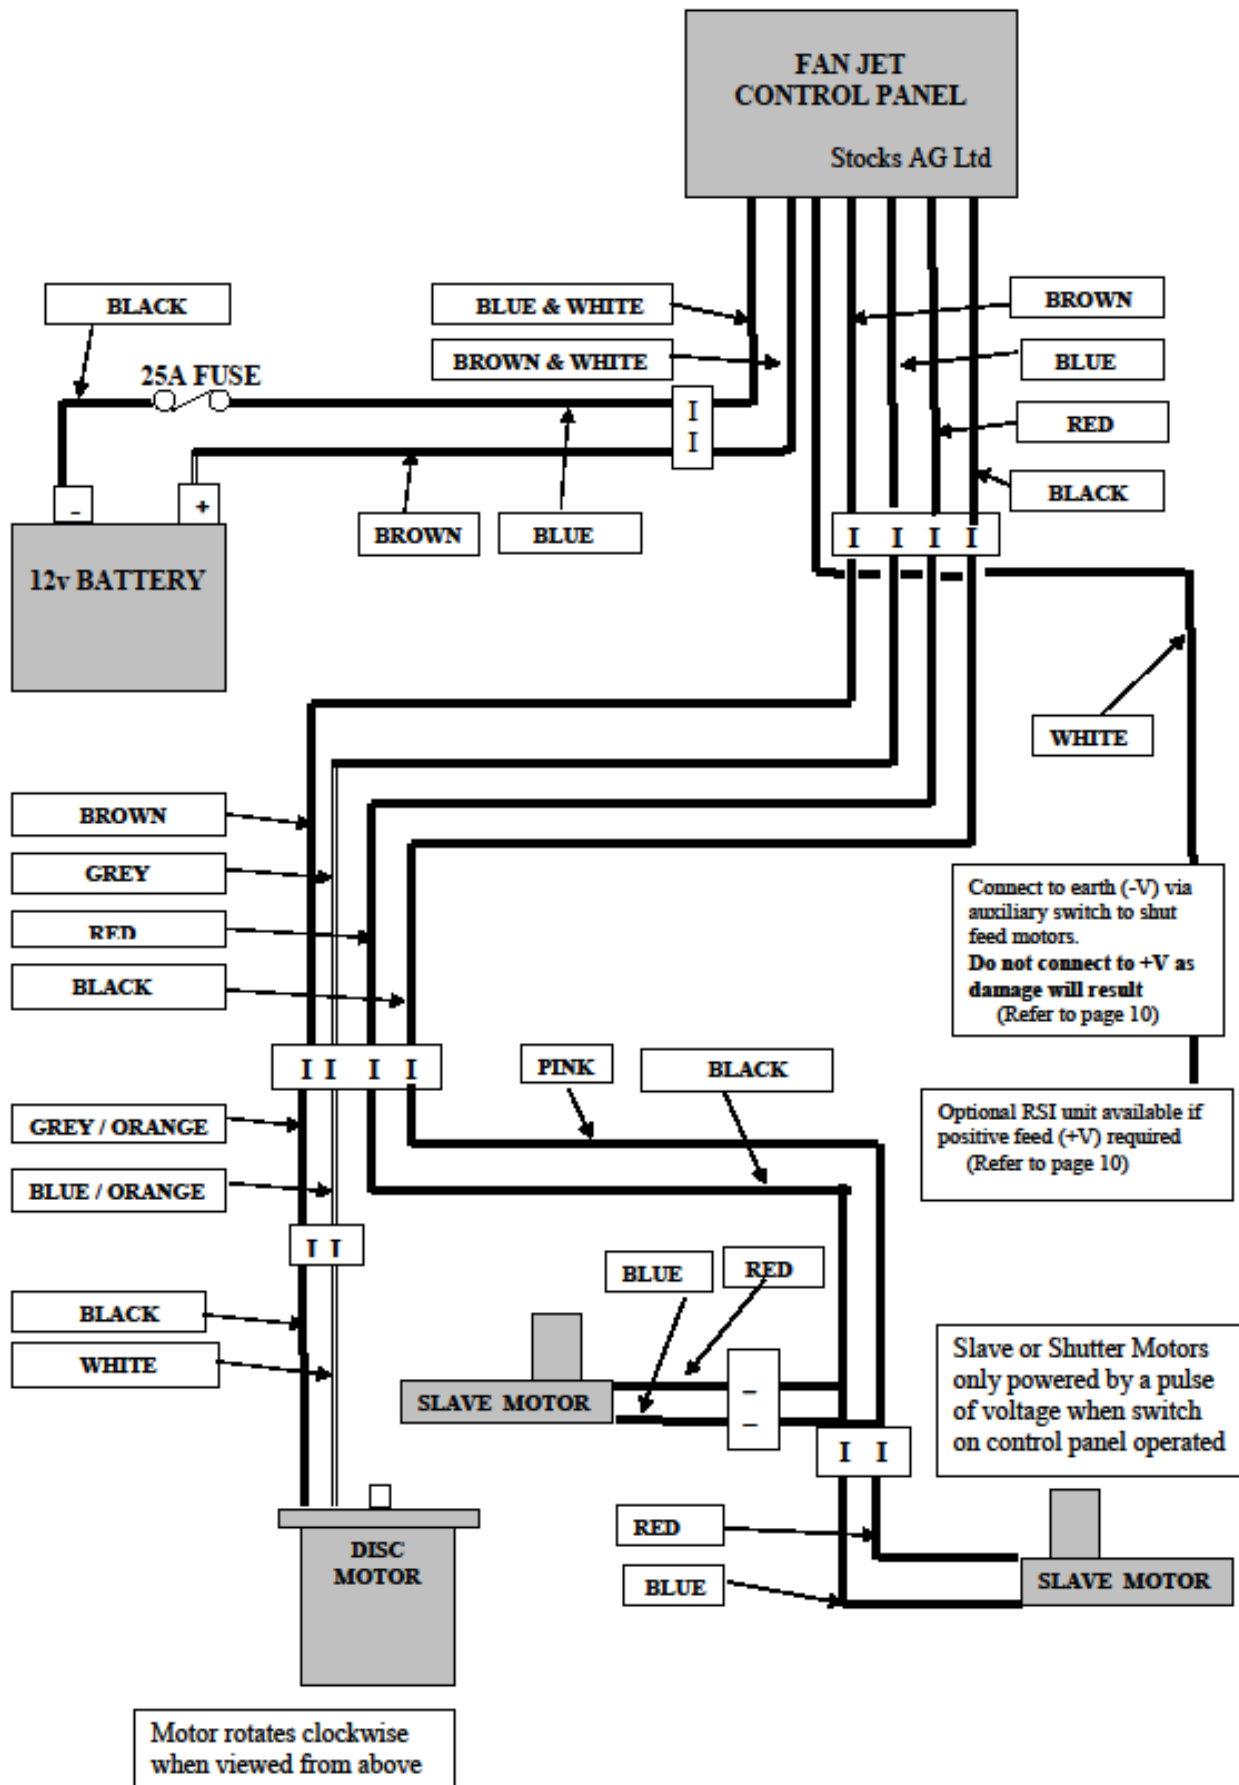 FAN JET
CONTROL PANEL
Stocks AG Ltd
BLACK
BLUE & WHITE
BROWN
BROWN & WHITE
BLUE
25A FUSE
RED
I
I
BLACK
-
+
BROWN
BLUE
I I I I
12v BATTERY
WHITE
BROWN
GREY
RED
BLACK
Connect to earth (-V) via
auxiliary switch to shut
feed motors.
Do not connect to +V as
damage will result
(Refer to page 10)
I I I I
PINK
BLACK
GREY / ORANGE
BLUE / ORANGE
Optional RSI unit available if
positive feed (+V) required
(Refer to page 10)
I I
BLUE
RED
BLACK
WHITE
SLAVE MOTOR
–
–
Slave or Shutter Motors
only powered by a pulse
of voltage when switch
on control panel operated
I I
RED
BLUE
DISC
MOTOR
SLAVE MOTOR
Motor rotates clockwise
when viewed from above